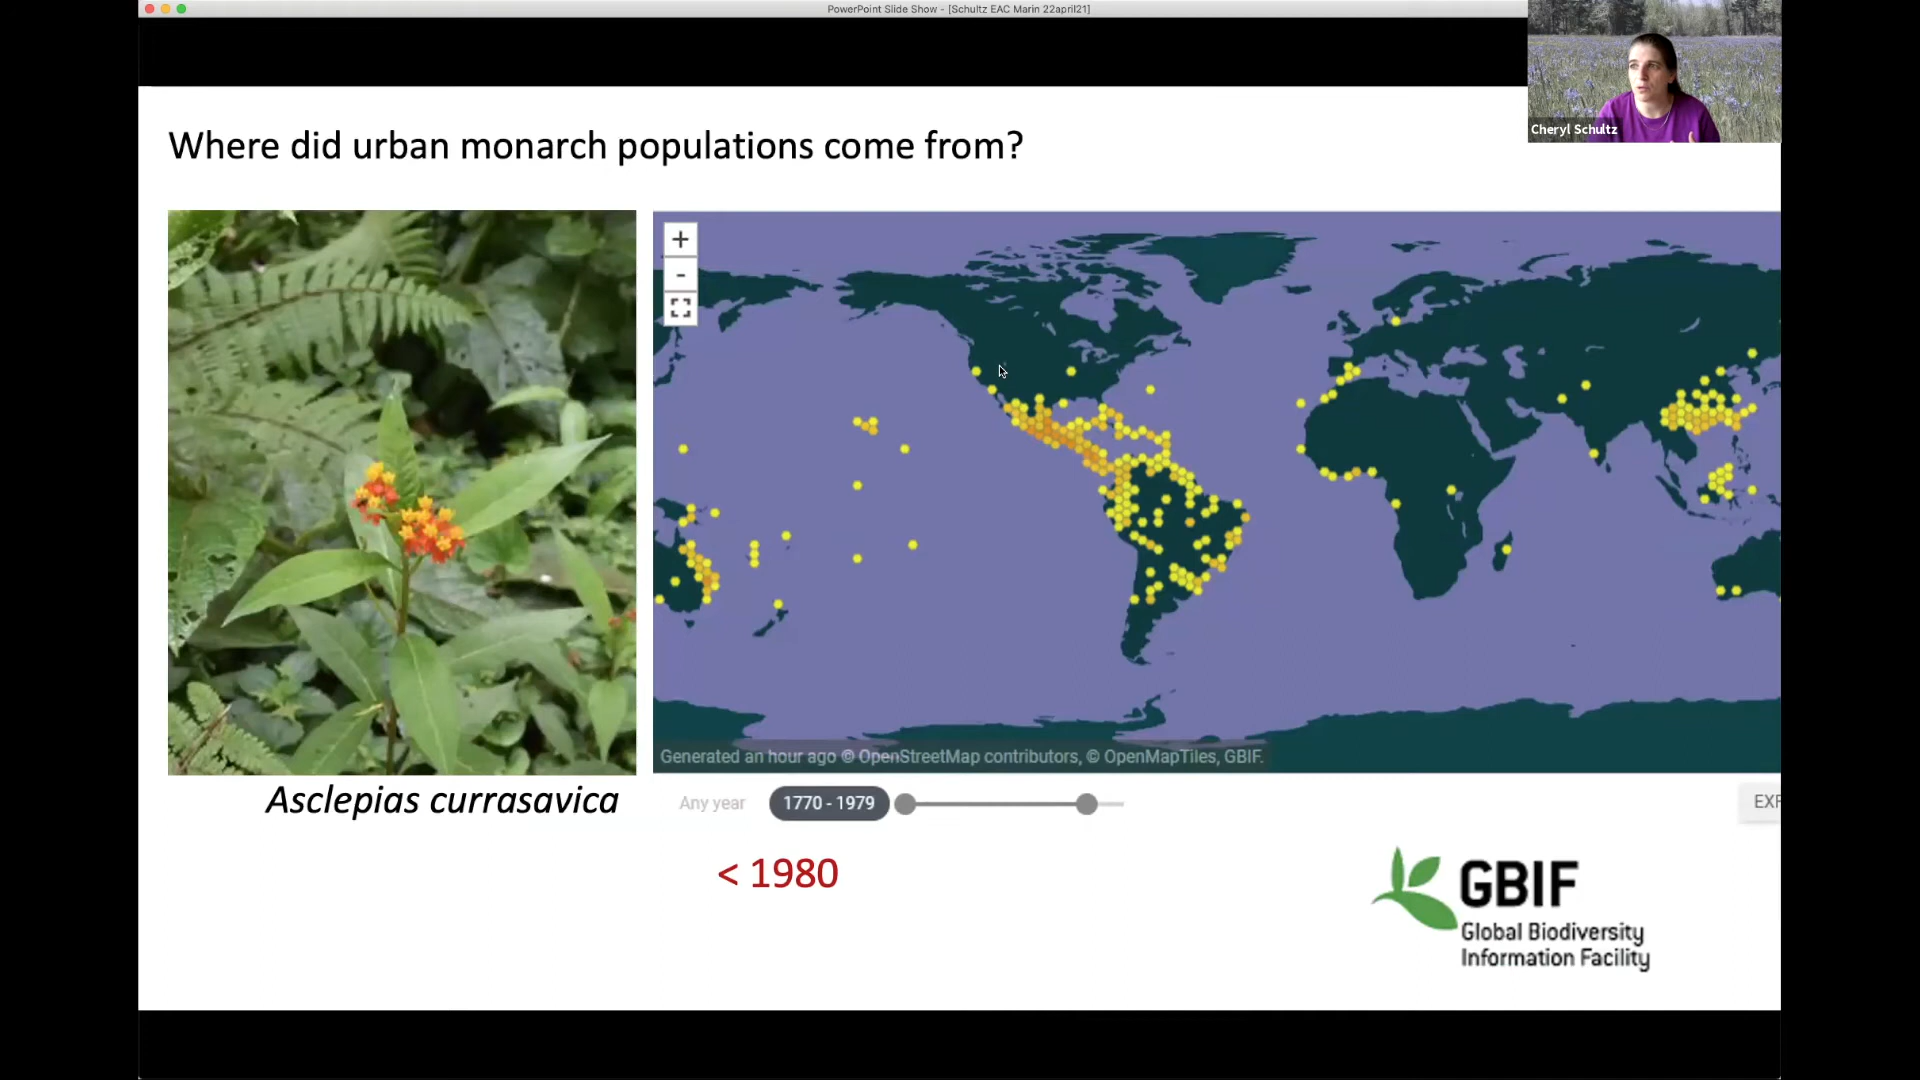 PowerPoint Slide Show - [Schultz EAC Marin 22april21]
Cheryl Schultz
Where did urban monarch populations come from?
+
-
Generated an hour ago © OpenStreetMap contributors, © OpenMapTiles, GBIF.
Asclepias currasavica
Any year
1770 - 1979
EXF
< 1980
GBIF
Global Biodiversity
Information Facility